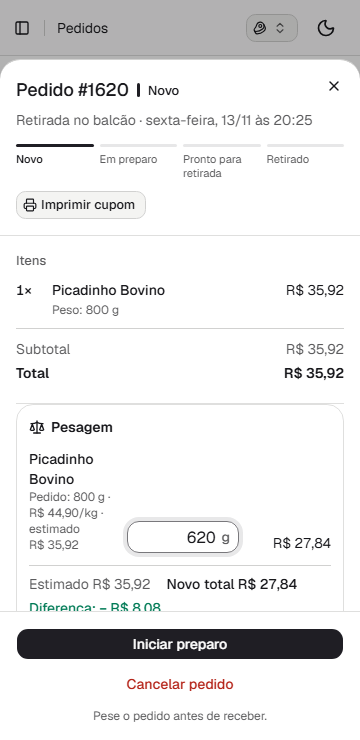 Pedidos
Pedido #1620 Novo
Retirada no balcão · sexta-feira, 13/11 às 20:25
Novo
Em preparo
Pronto para
retirada
Retirado
Imprimir cupom
Itens
1× Picadinho Bovino R$ 35,92
Peso: 800 g
Subtotal R$ 35,92
Total R$ 35,92
Pesagem
Picadinho
Bovino
Pedido: 800 g ·
R$ 44,90/kg ·
estimado
R$ 35,92
620 g
R$ 27,84
Estimado R$ 35,92 Novo total R$ 27,84
Diferença: − R$ 8,08
Iniciar preparo
Cancelar pedido
Pese o pedido antes de receber.